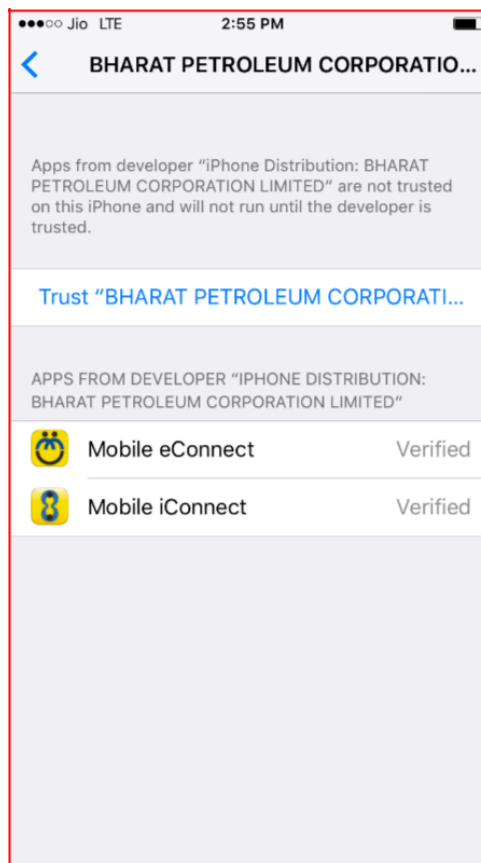 Jio LTE 2:55 PM
BHARAT PETROLEUM CORPORATIO...
Apps from developer “iPhone Distribution: BHARAT
PETROLEUM CORPORATION LIMITED” are not trusted
on this iPhone and will not run until the developer is
trusted.
Trust “BHARAT PETROLEUM CORPORATI...
APPS FROM DEVELOPER “IPHONE DISTRIBUTION:
BHARAT PETROLEUM CORPORATION LIMITED”
Mobile eConnect Verified
Mobile iConnect Verified